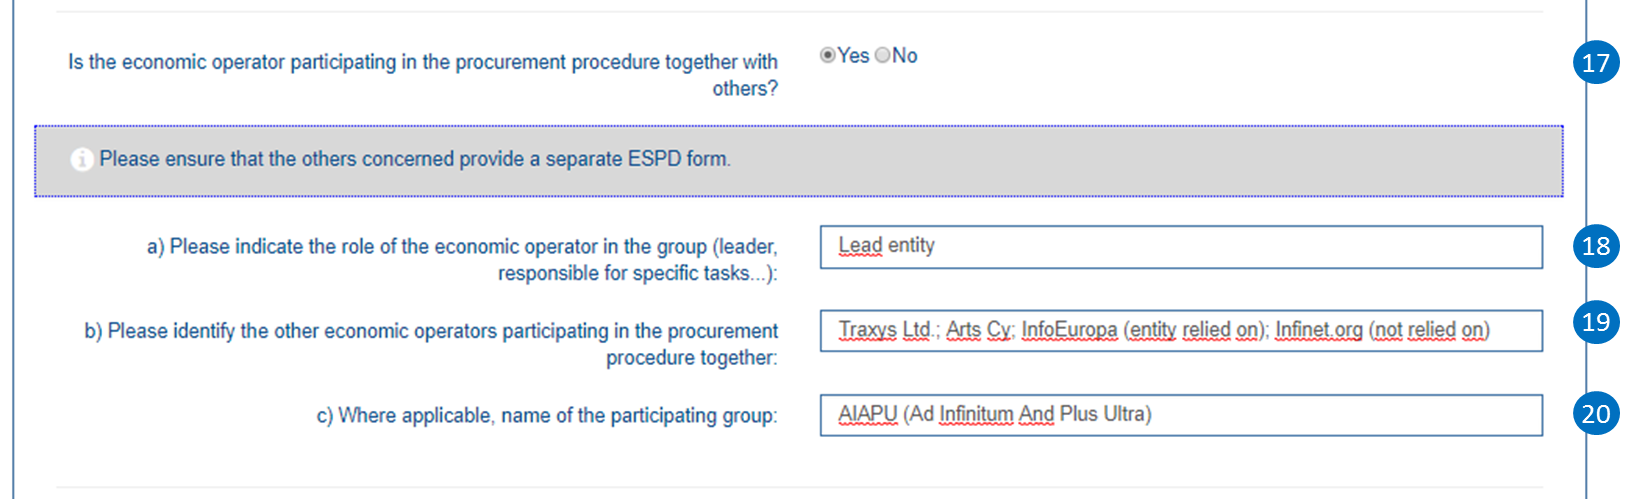 Is the economic operator participating in the procurement procedure together with
others?
Yes No
17
Please ensure that the others concerned provide a separate ESPD form.
a) Please indicate the role of the economic operator in the group (leader,
responsible for specific tasks...):
Lead entity
18
b) Please identify the other economic operators participating in the procurement
procedure together:
Traxys Ltd.; Arts Cy; InfoEuropa (entity relied on); Infinet.org (not relied on)
19
c) Where applicable, name of the participating group:
AIAPU (Ad Infinitum And Plus Ultra)
20